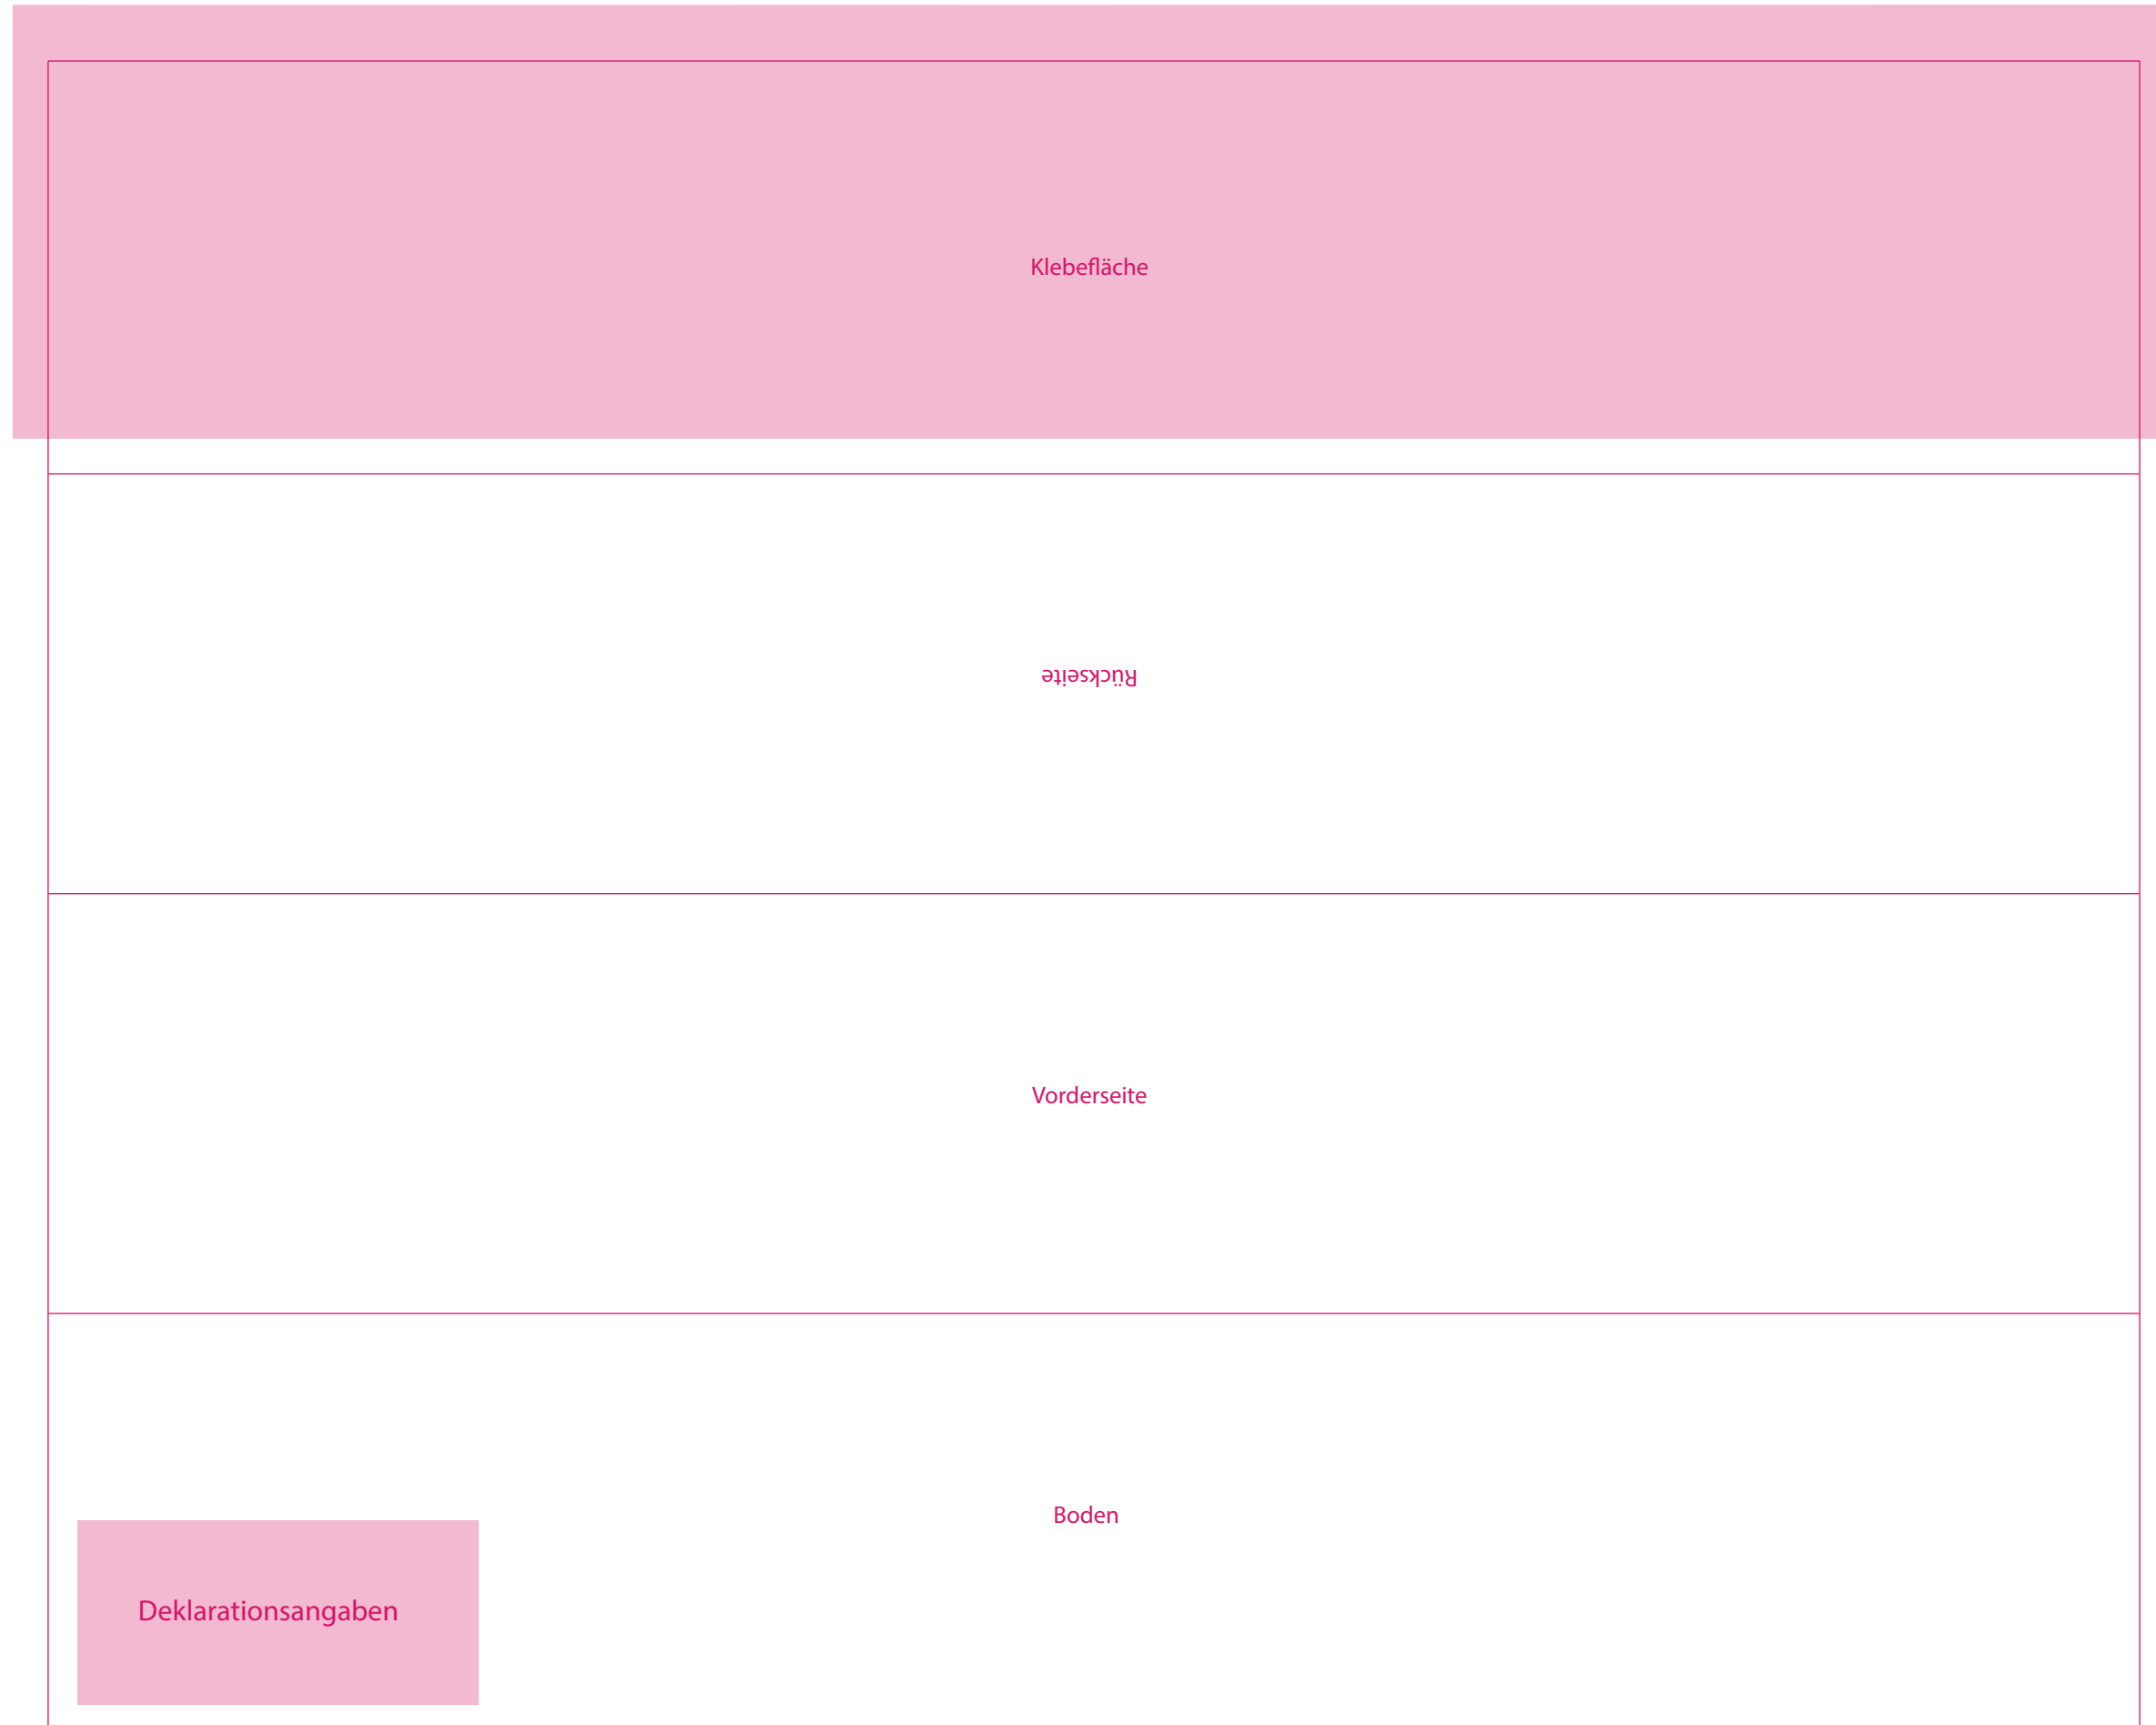 Klebefläche
Rückseite
Vorderseite
Boden
Deklarationsangaben